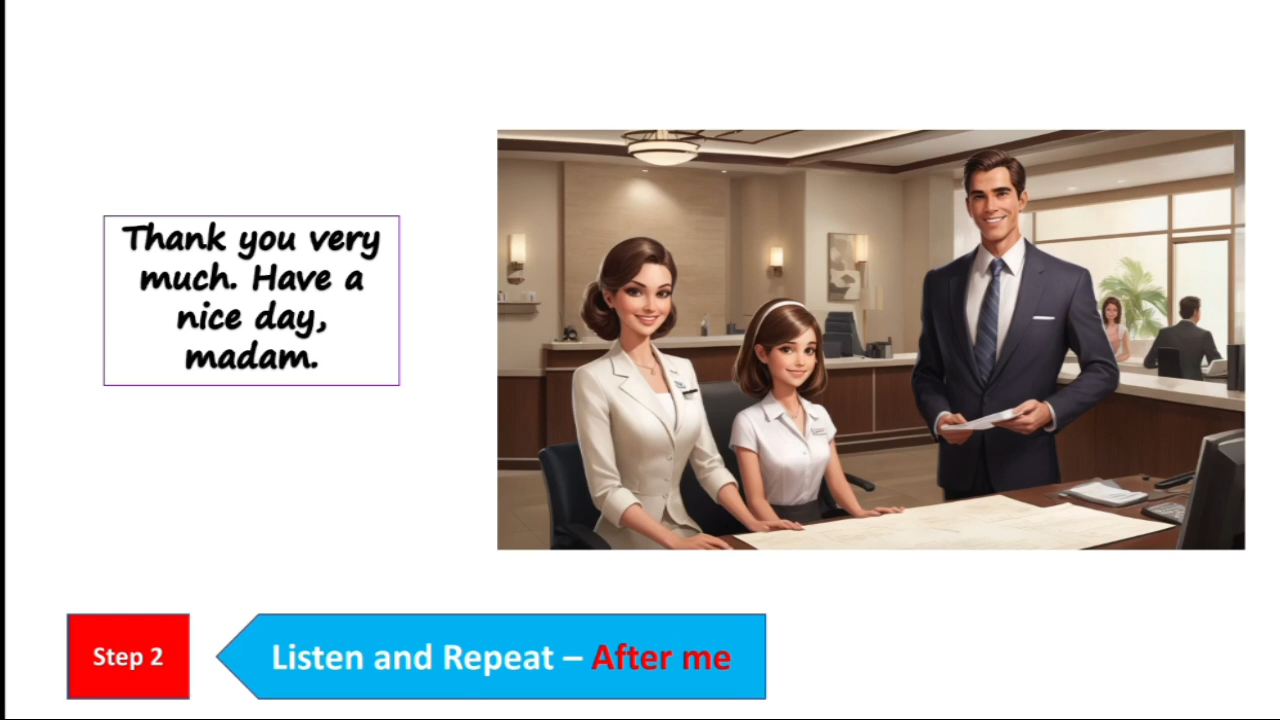 Thank you very
much. Have a
nice day,
madam.
Step 2
Listen and Repeat – After me